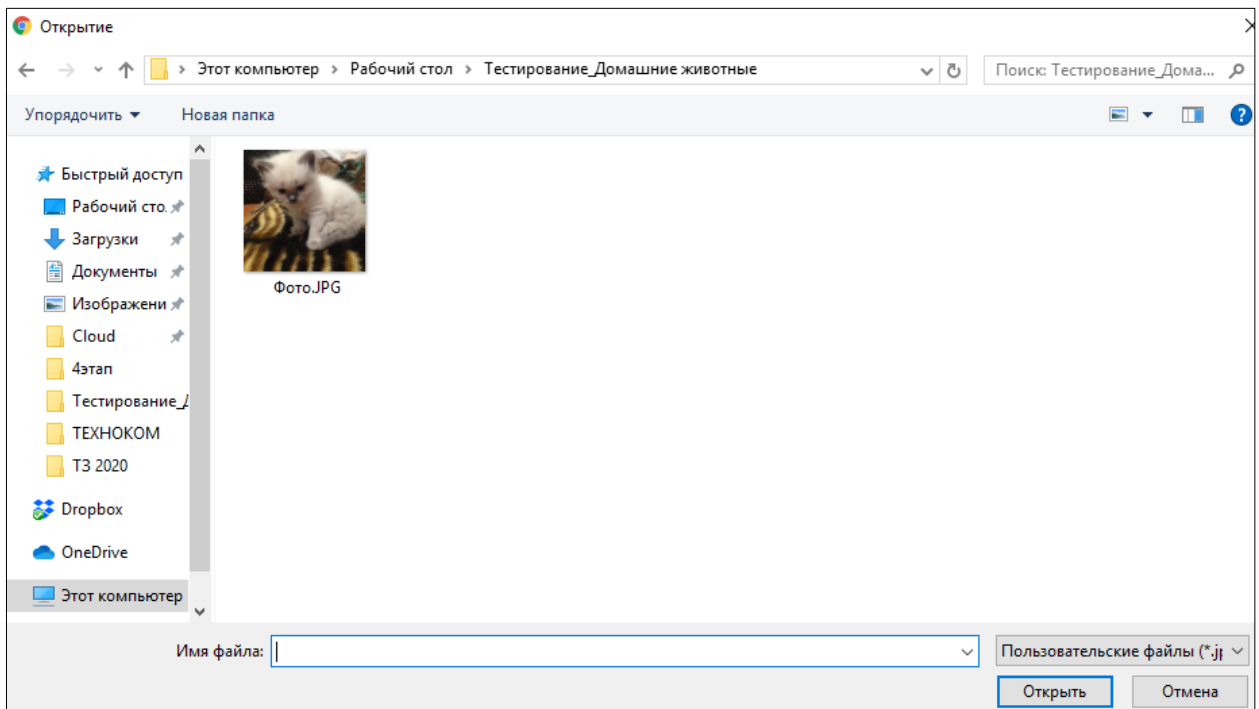 Открытие
Этот компьютер > Рабочий стол > Тестирование_Домашние животные
Поиск: Тестирование_Дома...
Упорядочить
Новая папка
Быстрый доступ
Рабочий сто.
Загрузки
Документы
Изображени
Cloud
4этап
Тестирование_Д
ТЕХНОКОМ
ТЗ 2020
Dropbox
OneDrive
Этот компьютер
Фото.JPG
Имя файла:
Пользовательские файлы (*.jp
Открыть
Отмена